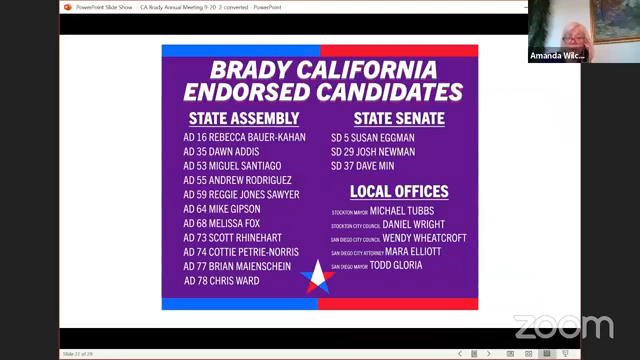 PowerPoint Slide Show - CA Brady Annual Meeting 9-20 2-converted - PowerPoint
Amanda Wilc...
BRADY CALIFORNIA
ENDORSED CANDIDATES
STATE ASSEMBLY
AD 16 REBECCA BAUER-KAHAN
AD 35 DAWN ADDIS
AD 53 MIGUEL SANTIAGO
AD 55 ANDREW RODRIGUEZ
AD 59 REGGIE JONES SAWYER
AD 64 MIKE GIPSON
AD 68 MELISSA FOX
AD 73 SCOTT RHINEHART
AD 74 COTTIE PETRIE-NORRIS
AD 77 BRIAN MAIENSCHEIN
AD 78 CHRIS WARD
STATE SENATE
SD 5 SUSAN EGGMAN
SD 29 JOSH NEWMAN
SD 37 DAVE MIN
LOCAL OFFICES
STOCKTON MAYOR MICHAEL TUBBS
STOCKTON CITY COUNCIL DANIEL WRIGHT
SAN DIEGO CITY COUNCIL WENDY WHEATCROFT
SAN DIEGO CITY ATTORNEY MARA ELLIOTT
SAN DIEGO MAYOR TODD GLORIA
Slide 21 of 29
zoom